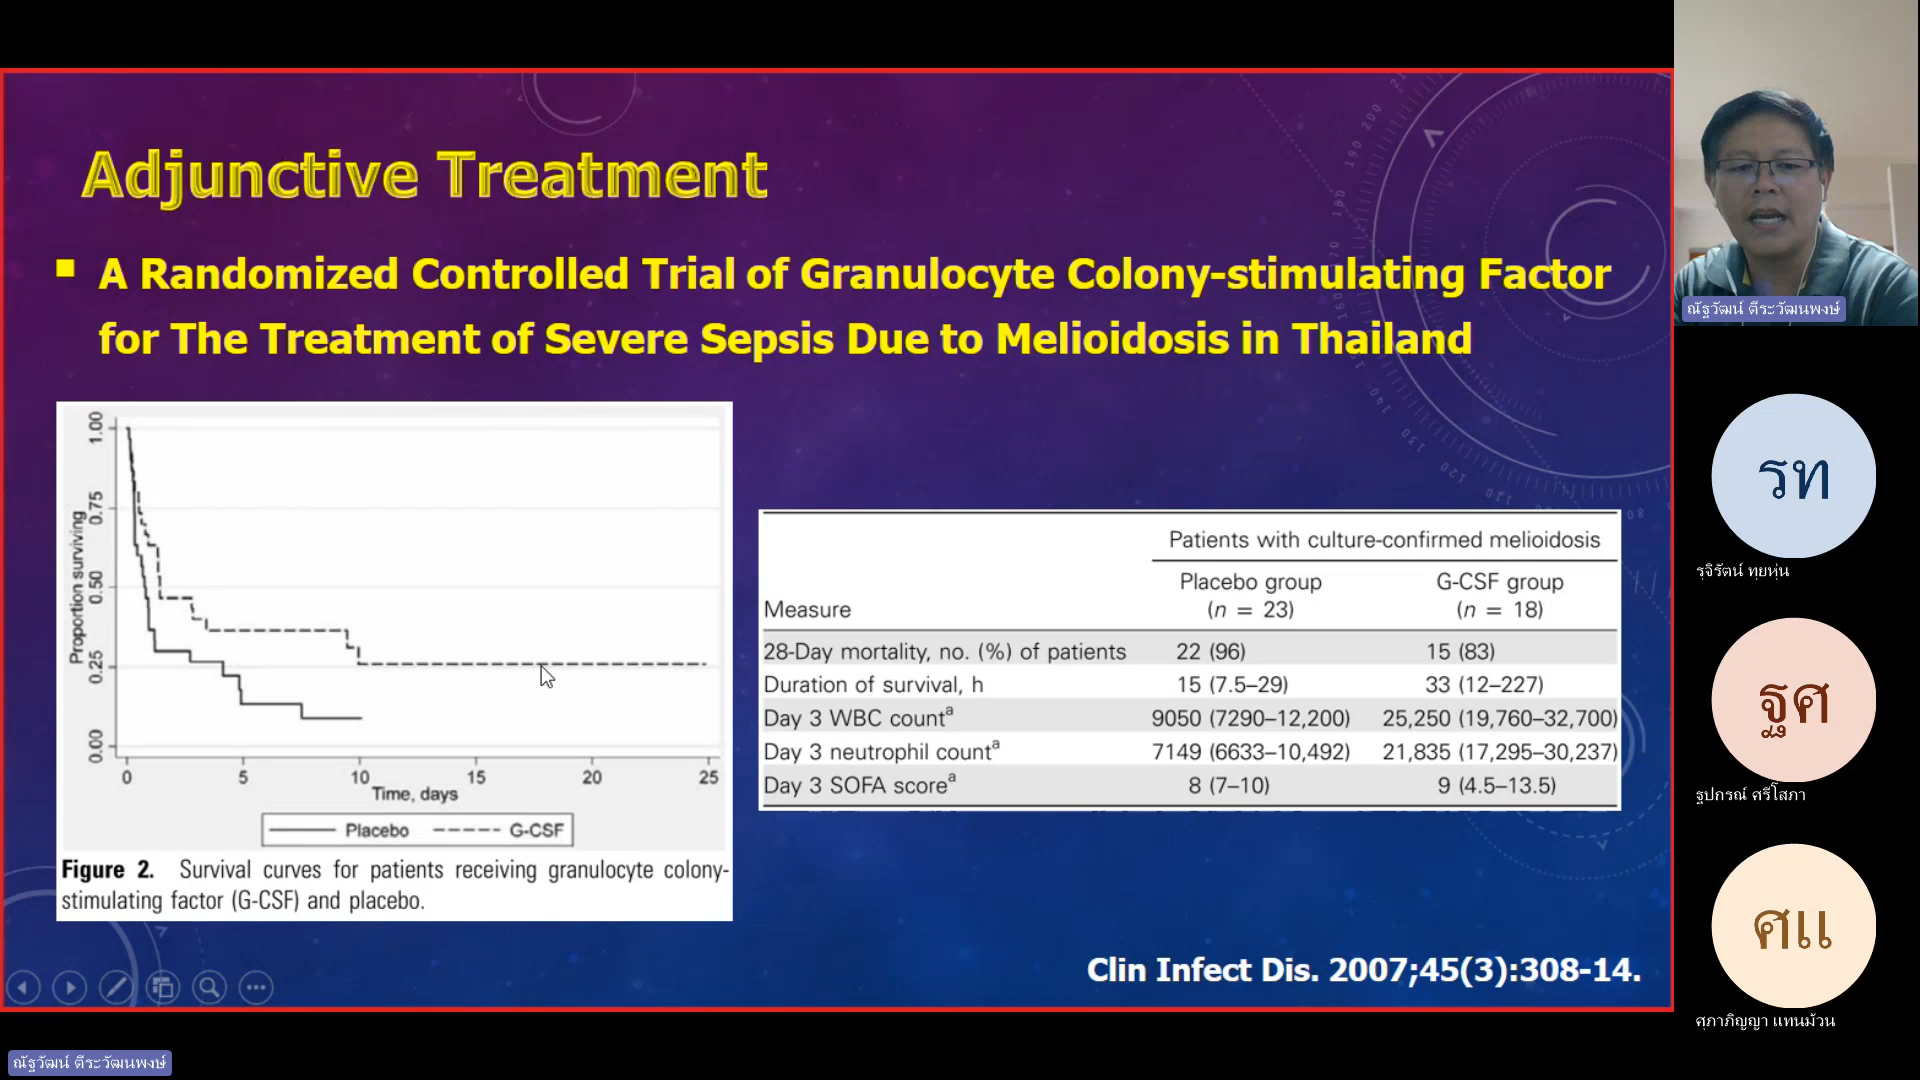 Adjunctive Treatment
A Randomized Controlled Trial of Granulocyte Colony-stimulating Factor
for The Treatment of Severe Sepsis Due to Melioidosis in Thailand
Proportion surviving
1.00
0.75
0.50
0.25
0.00
0 5 10 15 20 25
Time, days
Placebo G-CSF
Figure 2. Survival curves for patients receiving granulocyte colony-
stimulating factor (G-CSF) and placebo.
Patients with culture-confirmed melioidosis
Placebo group G-CSF group
Measure (n = 23) (n = 18)
28-Day mortality, no. (%) of patients 22 (96) 15 (83)
Duration of survival, h 15 (7.5–29) 33 (12–227)
Day 3 WBC countᵃ 9050 (7290–12,200) 25,250 (19,760–32,700)
Day 3 neutrophil countᵃ 7149 (6633–10,492) 21,835 (17,295–30,237)
Day 3 SOFA scoreᵃ 8 (7–10) 9 (4.5–13.5)
Clin Infect Dis. 2007;45(3):308-14.
ณัฐวัฒน์ ตีระวัฒนพงษ์
รท
รุจิรัตน์ ทุยหุ่น
ฐศ
ฐปกรณ์ ศรีโสภา
ศแ
ศุภาภิญญา แทนม้วน
ณัฐวัฒน์ ตีระวัฒนพงษ์